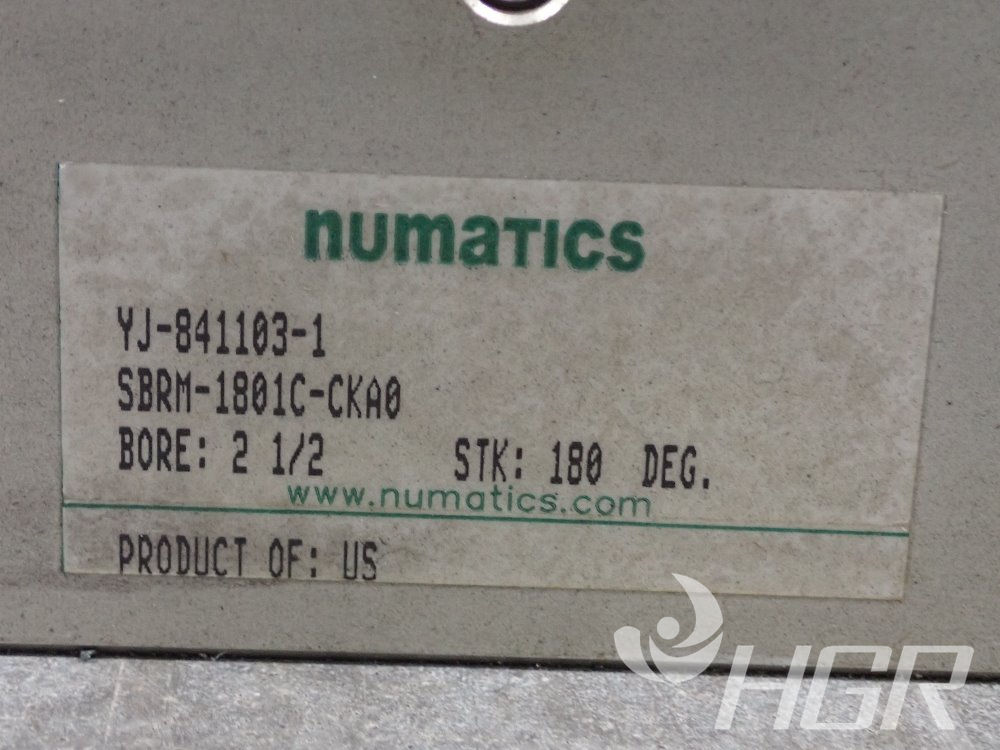 numatics
YJ-841103-1
SBRM-1801C-CKA0
BORE: 2 1/2 STK: 180 DEG.
www.numatics.com
PRODUCT OF: US
HGR